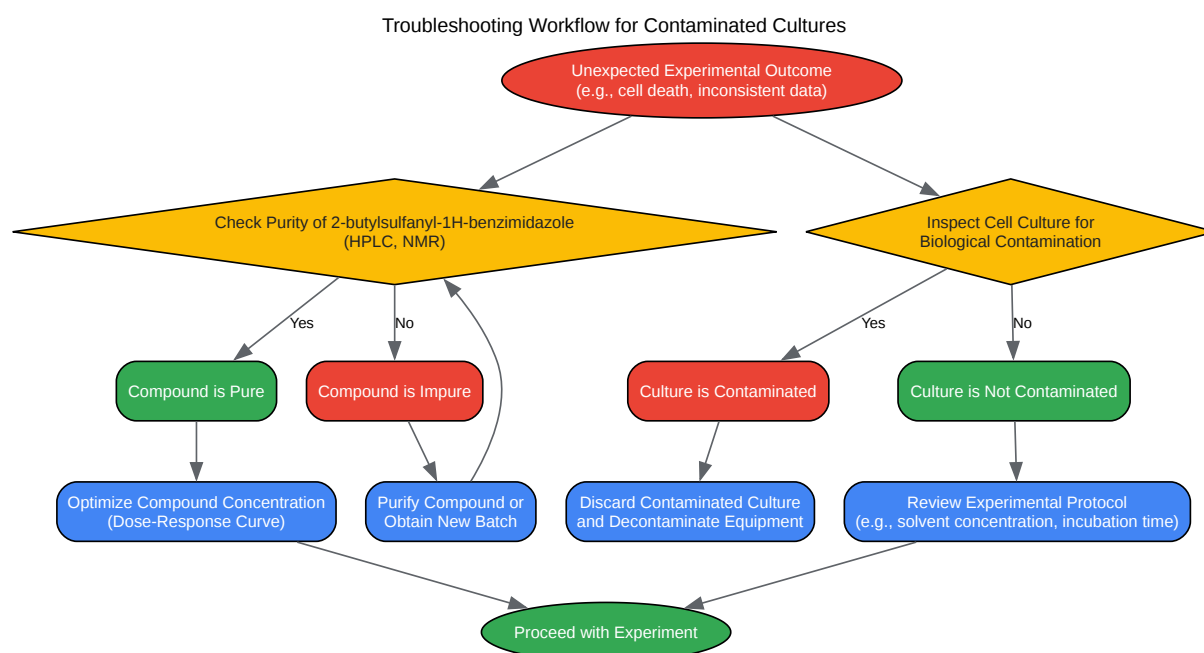 Troubleshooting Workflow for Contaminated Cultures
Unexpected Experimental Outcome
(e.g., cell death, inconsistent data)
Check Purity of 2-butylsulfanyl-1H-benzimidazole
(HPLC, NMR)
Inspect Cell Culture for
Biological Contamination
Yes
No
Yes
No
Compound is Pure
Compound is Impure
Culture is Contaminated
Culture is Not Contaminated
Optimize Compound Concentration
(Dose-Response Curve)
Purify Compound or
Obtain New Batch
Discard Contaminated Culture
and Decontaminate Equipment
Review Experimental Protocol
(e.g., solvent concentration, incubation time)
Proceed with Experiment